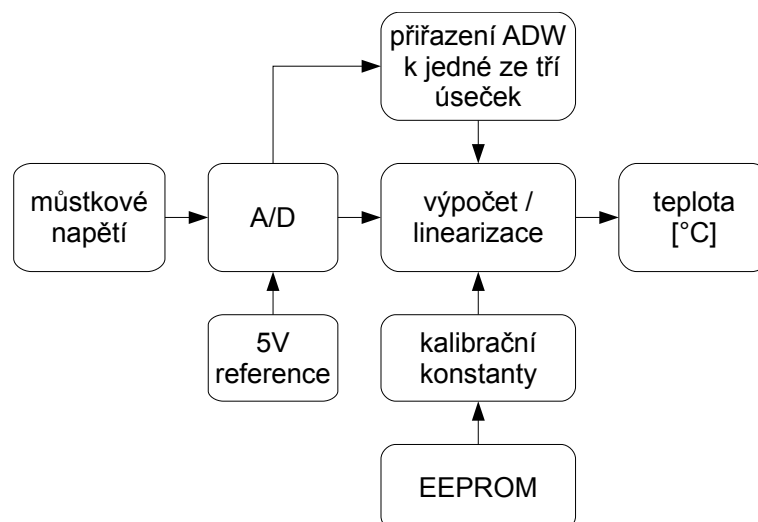 přiřazení ADW
k jedné ze tří
úseček
můstkové
napětí
A/D
výpočet /
linearizace
teplota
[°C]
5V
reference
kalibrační
konstanty
EEPROM